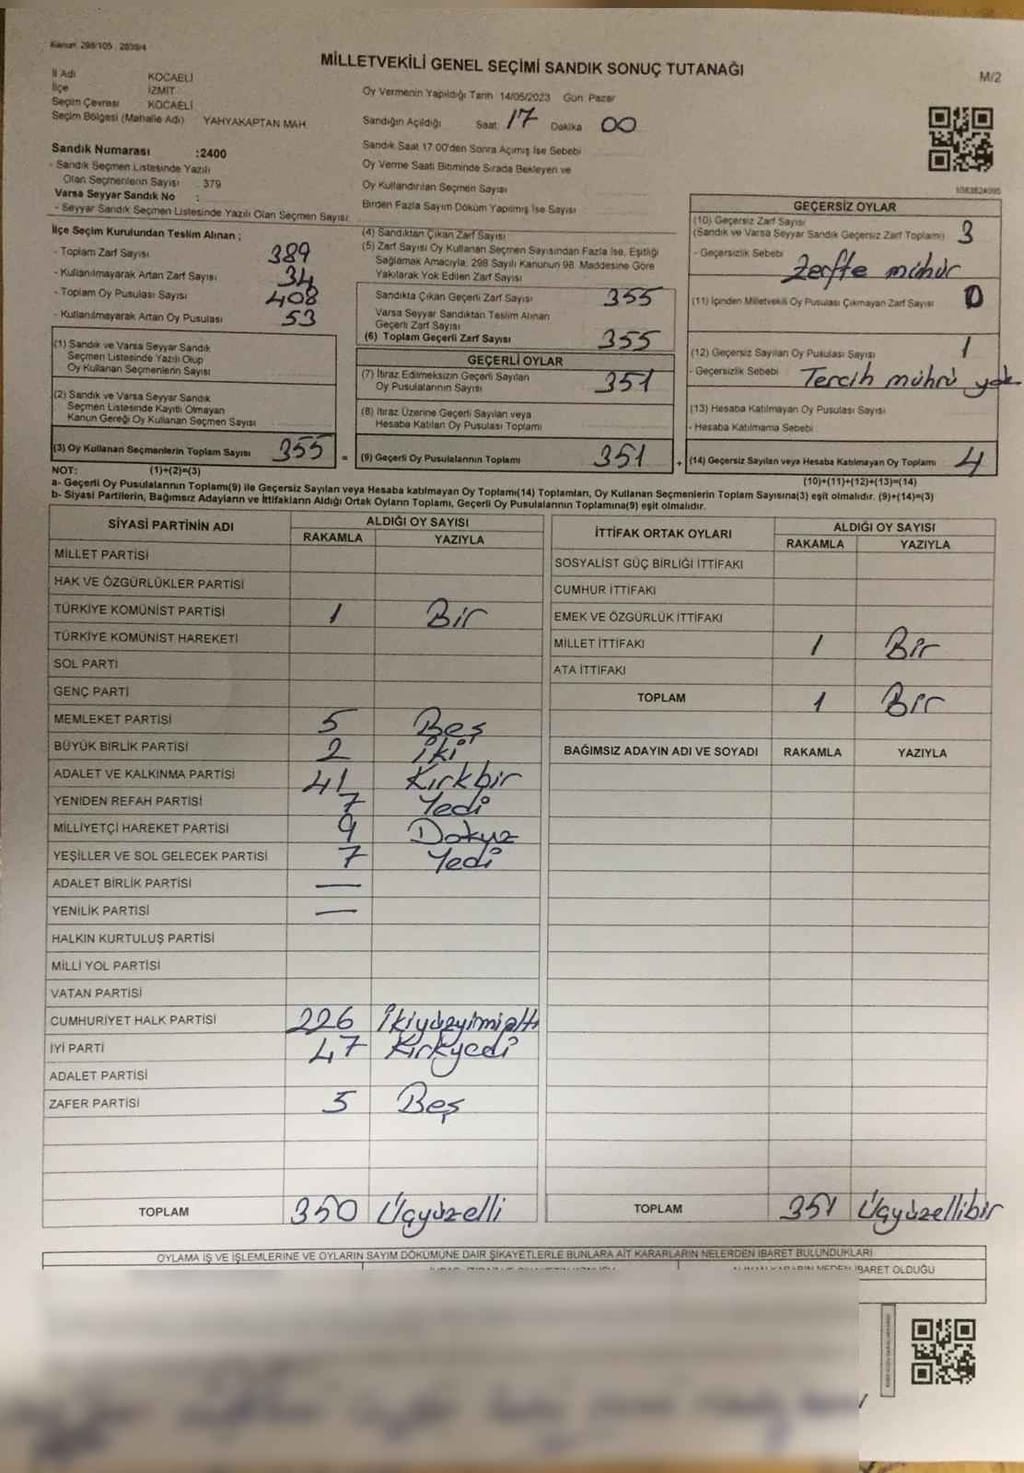 Kanun: 298/105, 2839/4
MİLLETVEKİLİ GENEL SEÇİMİ SANDIK SONUÇ TUTANAĞI
M/2
İl Adı KOCAELİ
İlçe İZMİT
Seçim Çevresi KOCAELİ
Seçim Bölgesi (Mahalle Adı) YAHYAKAPTAN MAH.
Oy Vermenin Yapıldığı Tarih 14/05/2023 Gün: Pazar
Sandığın Açıldığı Saat: 17 Dakika 00
Sandık Saat 17.00'den Sonra Açımış İse Sebebi
Oy Verme Saati Bitiminde Sırada Bekleyen ve
Oy Kullandırılan Seçmen Sayısı
Birden Fazla Sayım Döküm Yapılmış İse Sayısı
Sandık Numarası :2400
- Sandık Seçmen Listesinde Yazılı
Olan Seçmenlerin Sayısı : 379
Varsa Seyyar Sandık No :
- Seyyar Sandık Seçmen Listesinde Yazılı Olan Seçmen Sayısı:
İlçe Seçim Kurulundan Teslim Alınan ;
- Toplam Zarf Sayısı 389
- Kullanılmayarak Artan Zarf Sayısı 34
- Toplam Oy Pusulası Sayısı 408
- Kullanılmayarak Artan Oy Pusulası 53
(1) Sandık ve Varsa Seyyar Sandık
Seçmen Listesinde Yazılı Olup
Oy Kullanan Seçmenlerin Sayısı
(2) Sandık ve Varsa Seyyar Sandık
Seçmen Listesinde Kayıtlı Olmayan
Kanun Gereği Oy Kullanan Seçmen Sayısı
(3) Oy Kullanan Seçmenlerin Toplam Sayısı 355
(4) Sandıktan Çıkan Zarf Sayısı
(5) Zarf Sayısı Oy Kullanan Seçmen Sayısından Fazla İse, Eşitliği
Sağlamak Amacıyla, 298 Sayılı Kanunun 98. Maddesine Göre
Yakılarak Yok Edilen Zarf Sayısı
Sandıkta Çıkan Geçerli Zarf Sayısı 355
Varsa Seyyar Sandıktan Teslim Alınan
Geçerli Zarf Sayısı
(6) Toplam Geçerli Zarf Sayısı 355
GEÇERLİ OYLAR
(7) İtiraz Edilmeksizin Geçerli Sayılan
Oy Pusulalarının Sayısı 351
(8) İtiraz Üzerine Geçerli Sayılan veya
Hesaba Katılan Oy Pusulası Toplamı
= (9) Geçerli Oy Pusulalarının Toplamı 351
GEÇERSİZ OYLAR
(10) Geçersiz Zarf Sayısı
(Sandık ve Varsa Seyyar Sandık Geçersiz Zarf Toplamı) 3
- Geçersizlik Sebebi Zarfta mühür
(11) İçinden Milletvekili Oy Pusulası Çıkmayan Zarf Sayısı 0
(12) Geçersiz Sayılan Oy Pusulası Sayısı 1
- Geçersizlik Sebebi Tercih mührü yok
(13) Hesaba Katılmayan Oy Pusulası Sayısı
- Hesaba Katılmama Sebebi
+ (14) Geçersiz Sayılan veya Hesaba Katılmayan Oy Toplamı 4
NOT: (1)+(2)=(3)
(10)+(11)+(12)+(13)=(14)
a- Geçerli Oy Pusulalarının Toplamı(9) ile Geçersiz Sayılan veya Hesaba katılmayan Oy Toplamı(14) Toplamları, Oy Kullanan Seçmenlerin Toplam Sayısına(3) eşit olmalıdır. (9)+(14)=(3)
b- Siyasi Partilerin, Bağımsız Adayların ve İttifakların Aldığı Ortak Oyların Toplamı, Geçerli Oy Pusulalarının Toplamına(9) eşit olmalıdır.
SİYASİ PARTİNİN ADI ALDIĞI OY SAYISI
RAKAMLA YAZIYLA
MİLLET PARTİSİ
HAK VE ÖZGÜRLÜKLER PARTİSİ
TÜRKİYE KOMÜNİST PARTİSİ 1 Bir
TÜRKİYE KOMÜNİST HAREKETİ
SOL PARTİ
GENÇ PARTİ
MEMLEKET PARTİSİ 5 Beş
BÜYÜK BİRLİK PARTİSİ 2 İki
ADALET VE KALKINMA PARTİSİ 41 Kırkbir
YENİDEN REFAH PARTİSİ 7 Yedi
MİLLİYETÇİ HAREKET PARTİSİ 9 Dokuz
YEŞİLLER VE SOL GELECEK PARTİSİ 7 Yedi
ADALET BİRLİK PARTİSİ —
YENİLİK PARTİSİ —
HALKIN KURTULUŞ PARTİSİ
MİLLİ YOL PARTİSİ
VATAN PARTİSİ
CUMHURİYET HALK PARTİSİ 226 İkiyüzyirmialtı
İYİ PARTİ 47 Kırkyedi
ADALET PARTİSİ
ZAFER PARTİSİ 5 Beş
TOPLAM 350 Üçyüzelli
İTTİFAK ORTAK OYLARI ALDIĞI OY SAYISI
RAKAMLA YAZIYLA
SOSYALİST GÜÇ BİRLİĞİ İTTİFAKI
CUMHUR İTTİFAKI
EMEK VE ÖZGÜRLÜK İTTİFAKI
MİLLET İTTİFAKI 1 Bir
ATA İTTİFAKI
TOPLAM 1 Bir
BAĞIMSIZ ADAYIN ADI VE SOYADI RAKAMLA YAZIYLA
TOPLAM 351 Üçyüzellibir
OYLAMA İŞ VE İŞLEMLERİNE VE OYLARIN SAYIM DÖKÜMÜNE DAİR ŞİKAYETLERLE BUNLARA AİT KARARLARIN NELERDEN İBARET BULUNDUKLARI
İBARET OLDUĞU